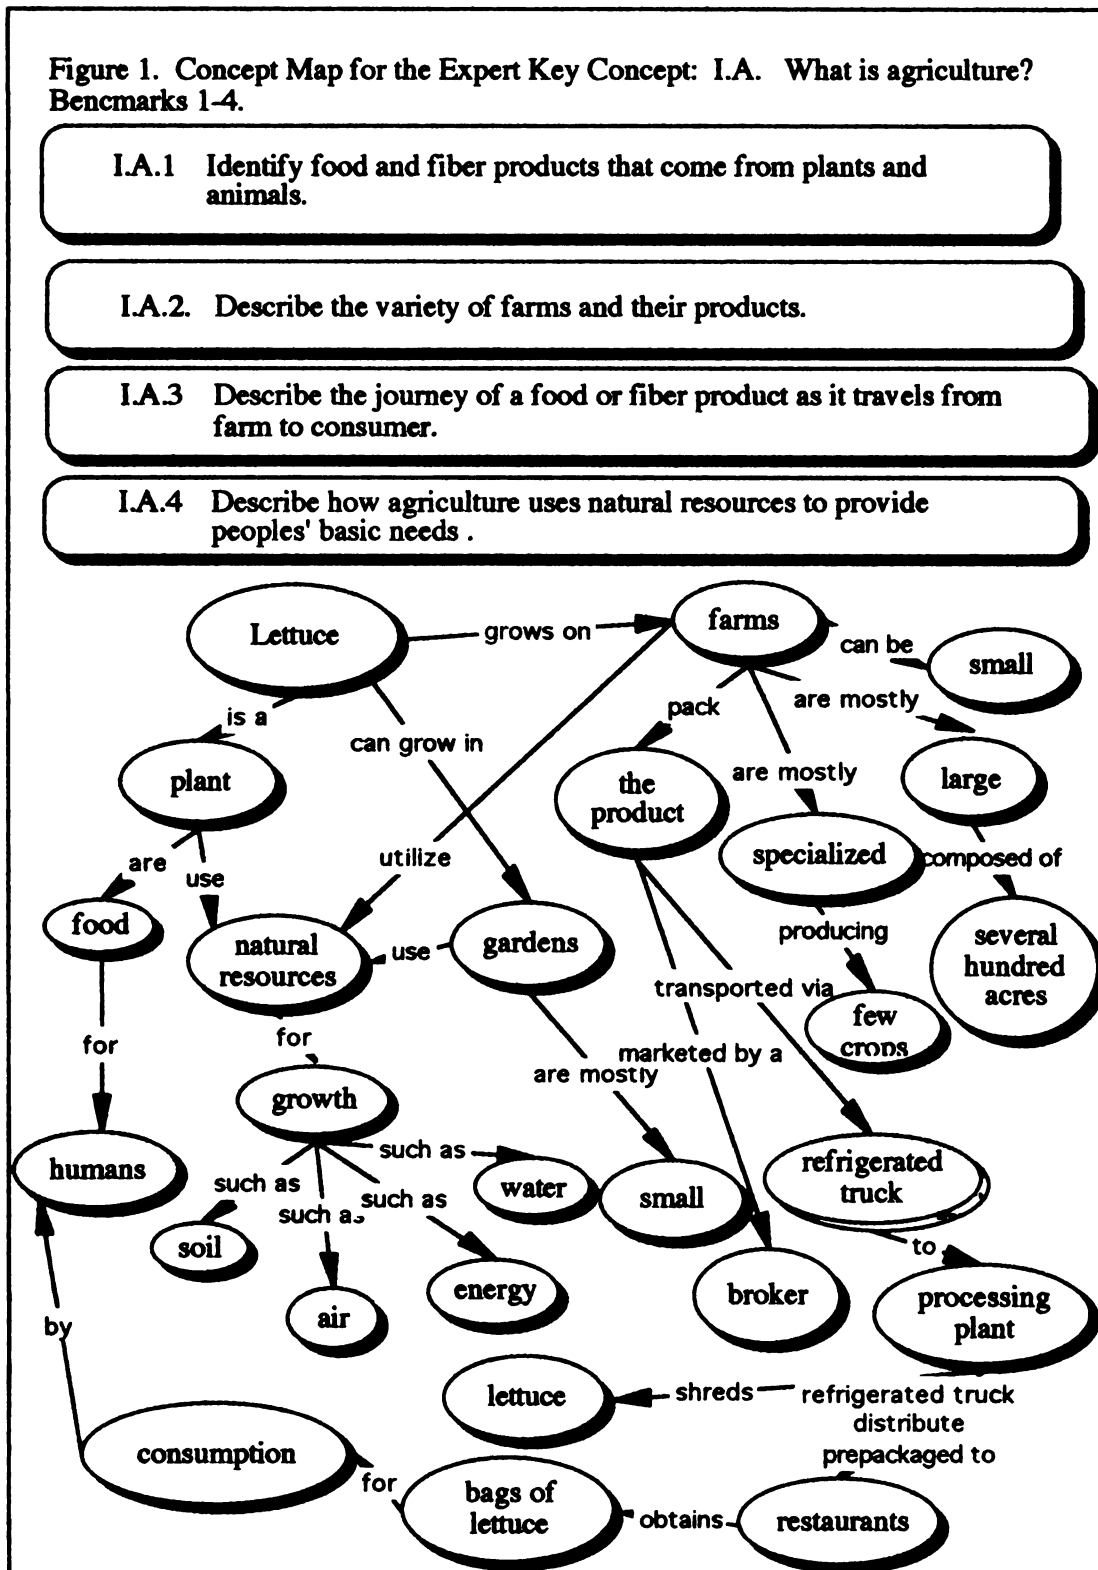 Figure 1. Concept Map for the Expert Key Concept: I.A. What is agriculture?
Bencmarks 1-4.
I.A.1 Identify food and fiber products that come from plants and
animals.
I.A.2. Describe the variety of farms and their products.
I.A.3 Describe the journey of a food or fiber product as it travels from
farm to consumer.
I.A.4 Describe how agriculture uses natural resources to provide
peoples' basic needs .
Lettuce
grows on
farms
can be
small
is a
pack
are mostly
can grow in
plant
the
product
are mostly
large
are
use
utilize
specialized
composed of
food
natural
resources
use
gardens
producing
several
hundred
acres
transported via
few
crops
for
for
marketed by a
are mostly
growth
humans
such as
water
small
refrigerated
truck
such as
such as
such as
soil
to
energy
broker
processing
plant
air
by
lettuce
shreds
refrigerated truck
distribute
prepackaged to
consumption
for
bags of
lettuce
obtains
restaurants